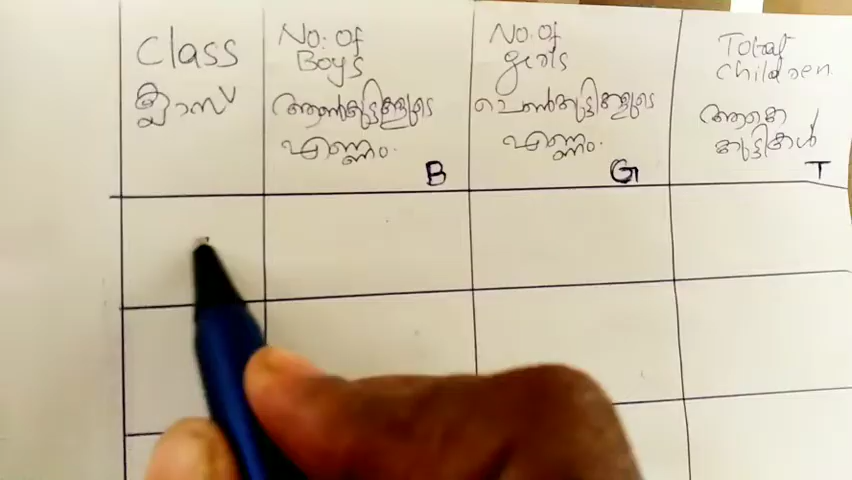 Class
ക്ലാസ്
No. of
Boys
ആൺകുട്ടികളുടെ
എണ്ണം.
B
No. of
girls
പെൺകുട്ടികളുടെ
എണ്ണം.
G
Total
children
ആകെ
കുട്ടികൾ
T